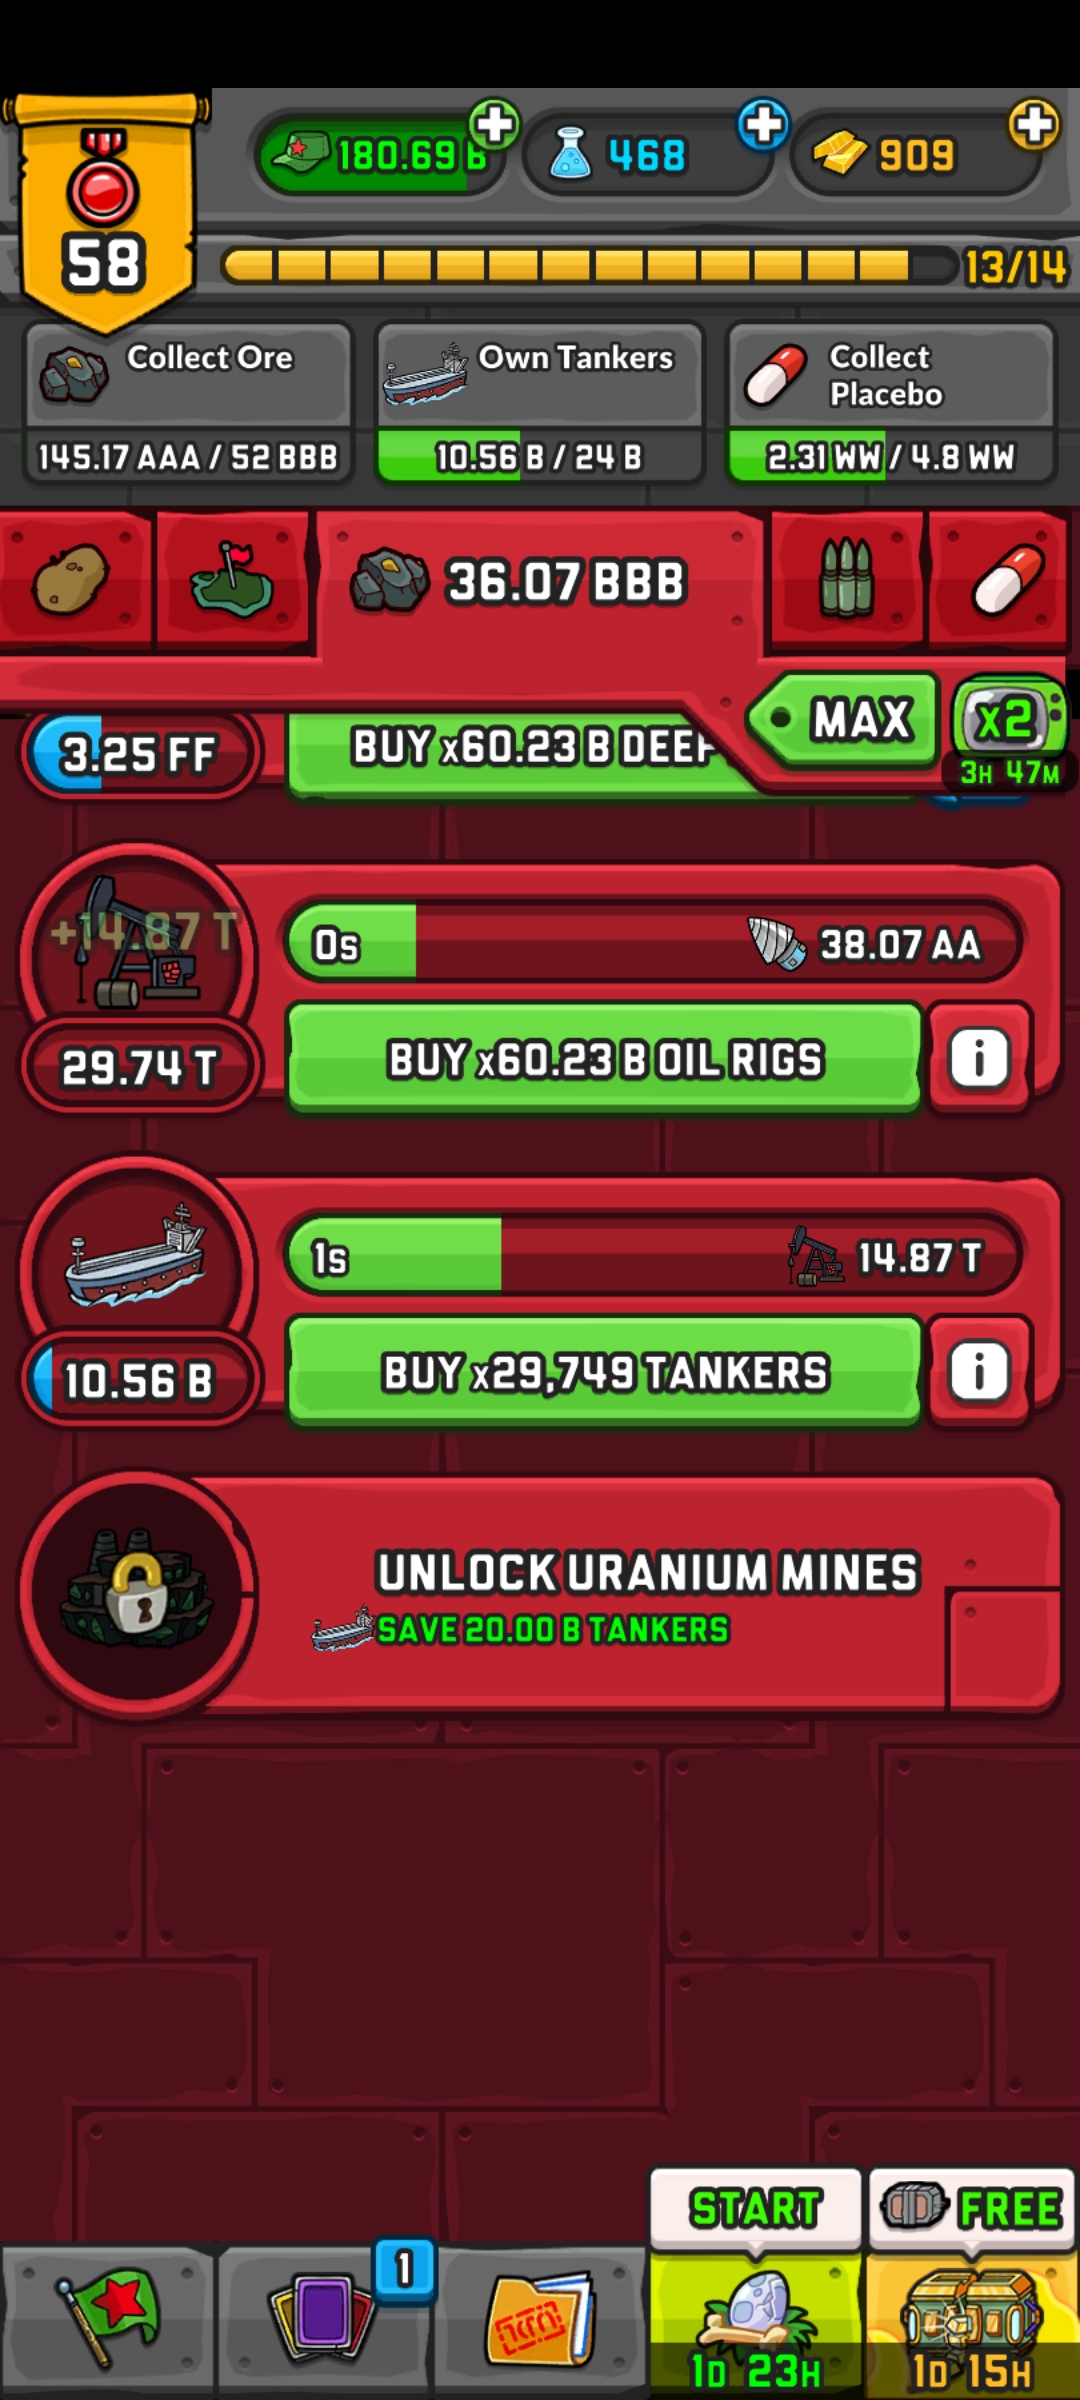 180.69 B
468
909
58
13/14
Collect Ore
145.17 AAA / 52 BBB
Own Tankers
10.56 B / 24 B
Collect
Placebo
2.31 WW / 4.8 WW
36.07 BBB
MAX
x2
3H 47M
3.25 FF
BUY x60.23 B DEEP
+14.87 T
0s
38.07 AA
29.74 T
BUY x60.23 B OIL RIGS
i
1s
14.87 T
10.56 B
BUY x29,749 TANKERS
i
UNLOCK URANIUM MINES
SAVE 20.00 B TANKERS
START
FREE
1
1D 23H
1D 15H